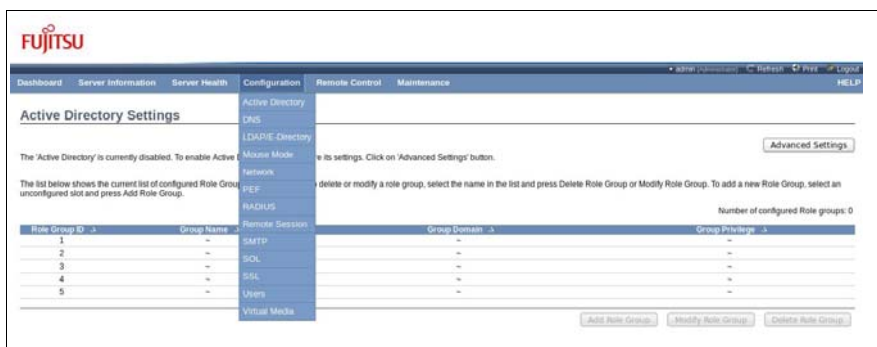 FUJITSU
• admin (Administrator) Refresh Print Logout
Dashboard Server Information Server Health Configuration Remote Control Maintenance HELP
Active Directory
DNS
LDAP/E-Directory
Mouse Mode
Network
PEF
RADIUS
Remote Session
SMTP
SOL
SSL
Users
Virtual Media
Active Directory Settings
Advanced Settings
The 'Active Directory' is currently disabled. To enable Active D re its settings. Click on 'Advanced Settings' button.
The list below shows the current list of configured Role Group delete or modify a role group, select the name in the list and press Delete Role Group or Modify Role Group. To add a new Role Group, select an
unconfigured slot and press Add Role Group.
Number of configured Role groups: 0
Role Group ID Group Name Group Domain Group Privilege
1 ~ ~ ~
2 ~ ~ ~
3 ~ ~ ~
4 ~ ~ ~
5 ~ ~ ~
Add Role Group Modify Role Group Delete Role Group